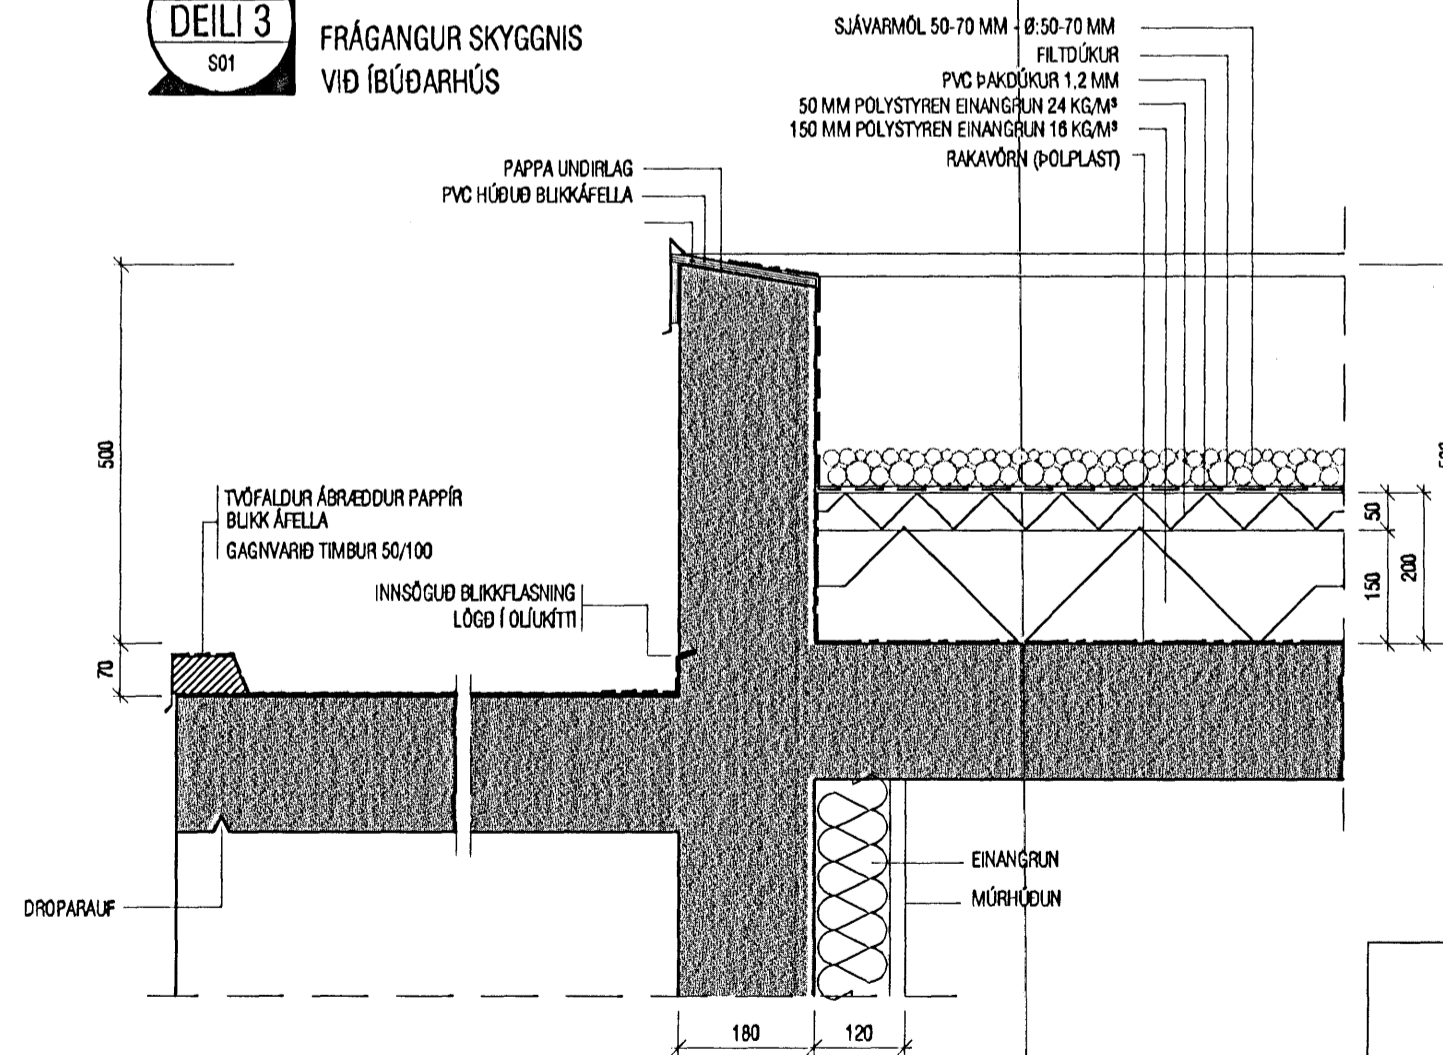 DEILI 3
S01
FRÁGANGUR SKYGGNIS
VIÐ ÍBÚÐARHÚS
SJÁVARMÖL 50-70 MM - Ø:50-70 MM
FILTDÚKUR
PVC ÞAKDÚKUR 1,2 MM
50 MM POLYSTYREN EINANGRUN 24 KG/M³
150 MM POLYSTYREN EINANGRUN 16 KG/M³
RAKAVÖRN (ÞOLPLAST)
PAPPA UNDIRLAG
PVC HÚÐUÐ BLIKKÁFELLA
500
TVÖFALDUR ÁBRÆDDUR PAPPÍR
BLIKK ÁFELLA
GAGNVARIÐ TIMBUR 50/100
INNSÖGUÐ BLIKKFLASNING
LÖGÐ Í OLÍUKÍTTI
70
50
150
200
EINANGRUN
MÚRHÚÐUN
DROPARAUF
180
120